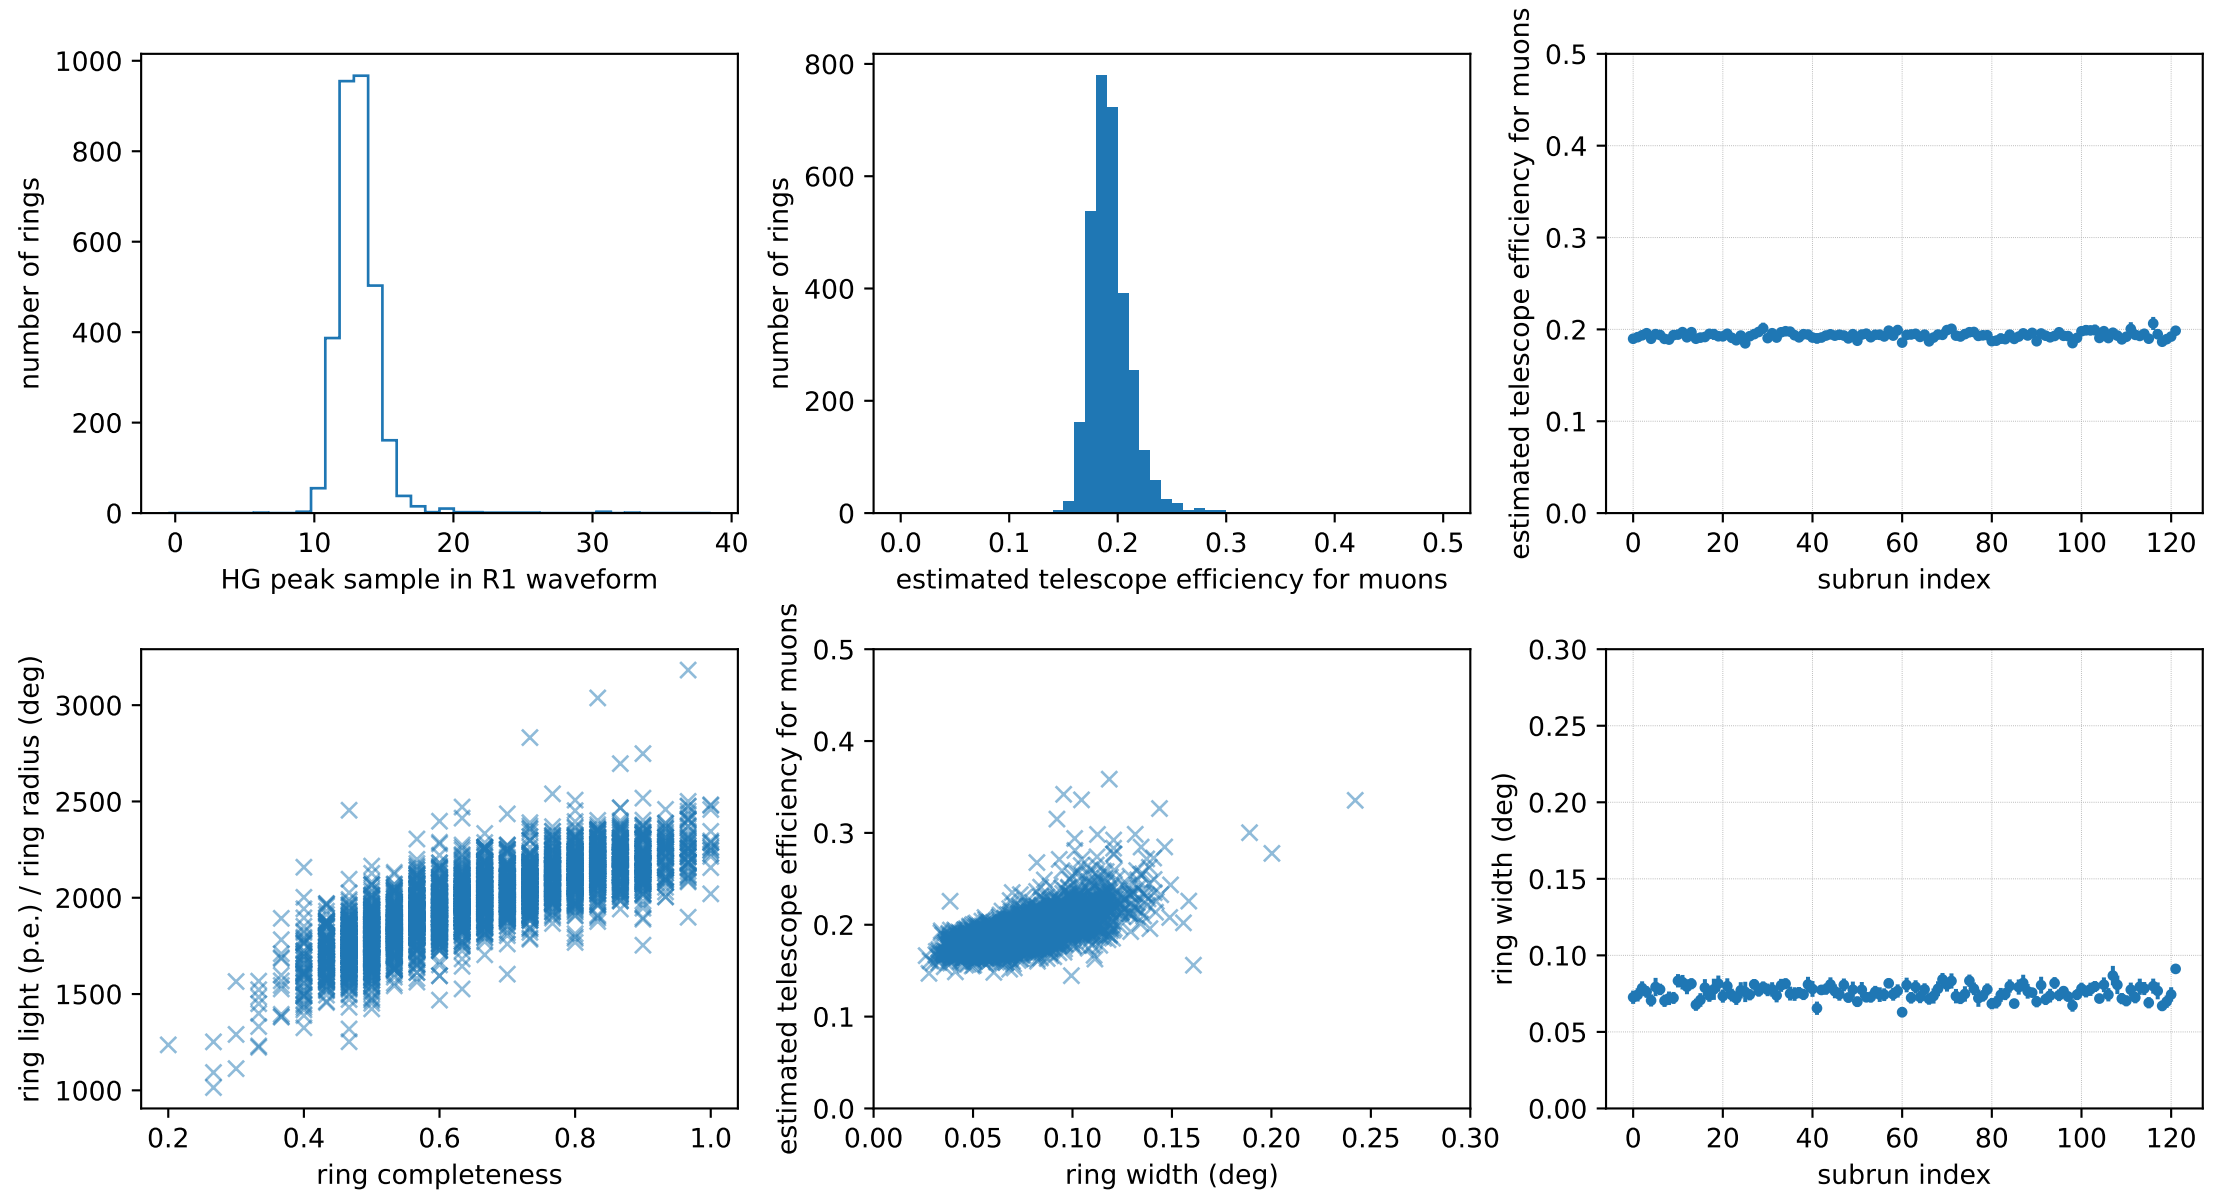 1000
800
600
400
200
0
number of rings
0 10 20 30 40
HG peak sample in R1 waveform
800
600
400
200
0
number of rings
0.0 0.1 0.2 0.3 0.4 0.5
estimated telescope efficiency for muons
0.5
0.4
0.3
0.2
0.1
0.0
estimated telescope efficiency for muons
0 20 40 60 80 100 120
subrun index
3000
2500
2000
1500
1000
ring light (p.e.) / ring radius (deg)
0.2 0.4 0.6 0.8 1.0
ring completeness
0.5
0.4
0.3
0.2
0.1
0.0
estimated telescope efficiency for muons
0.00 0.05 0.10 0.15 0.20 0.25 0.30
ring width (deg)
0.30
0.25
0.20
0.15
0.10
0.05
0.00
ring width (deg)
0 20 40 60 80 100 120
subrun index